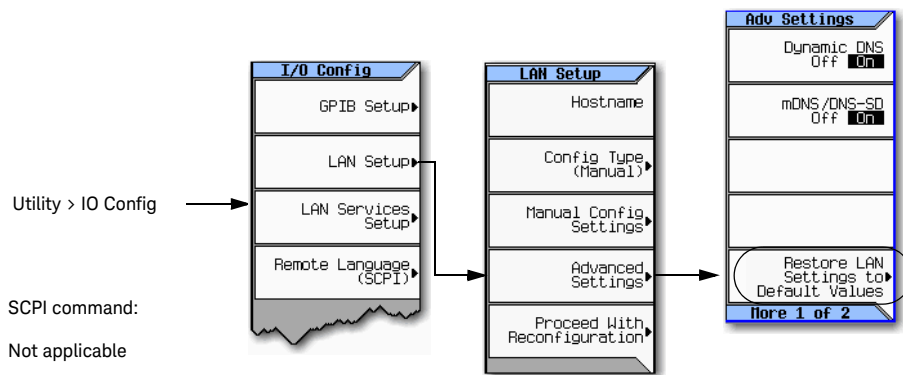 Utility > IO Config
SCPI command:
Not applicable
I/O Config
GPIB Setup
LAN Setup
LAN Services
Setup
Remote Language
(SCPI)
LAN Setup
Hostname
Config Type
(Manual)
Manual Config
Settings
Advanced
Settings
Proceed With
Reconfiguration
Adv Settings
Dynamic DNS
Off On
mDNS/DNS-SD
Off On
Restore LAN
Settings to
Default Values
More 1 of 2